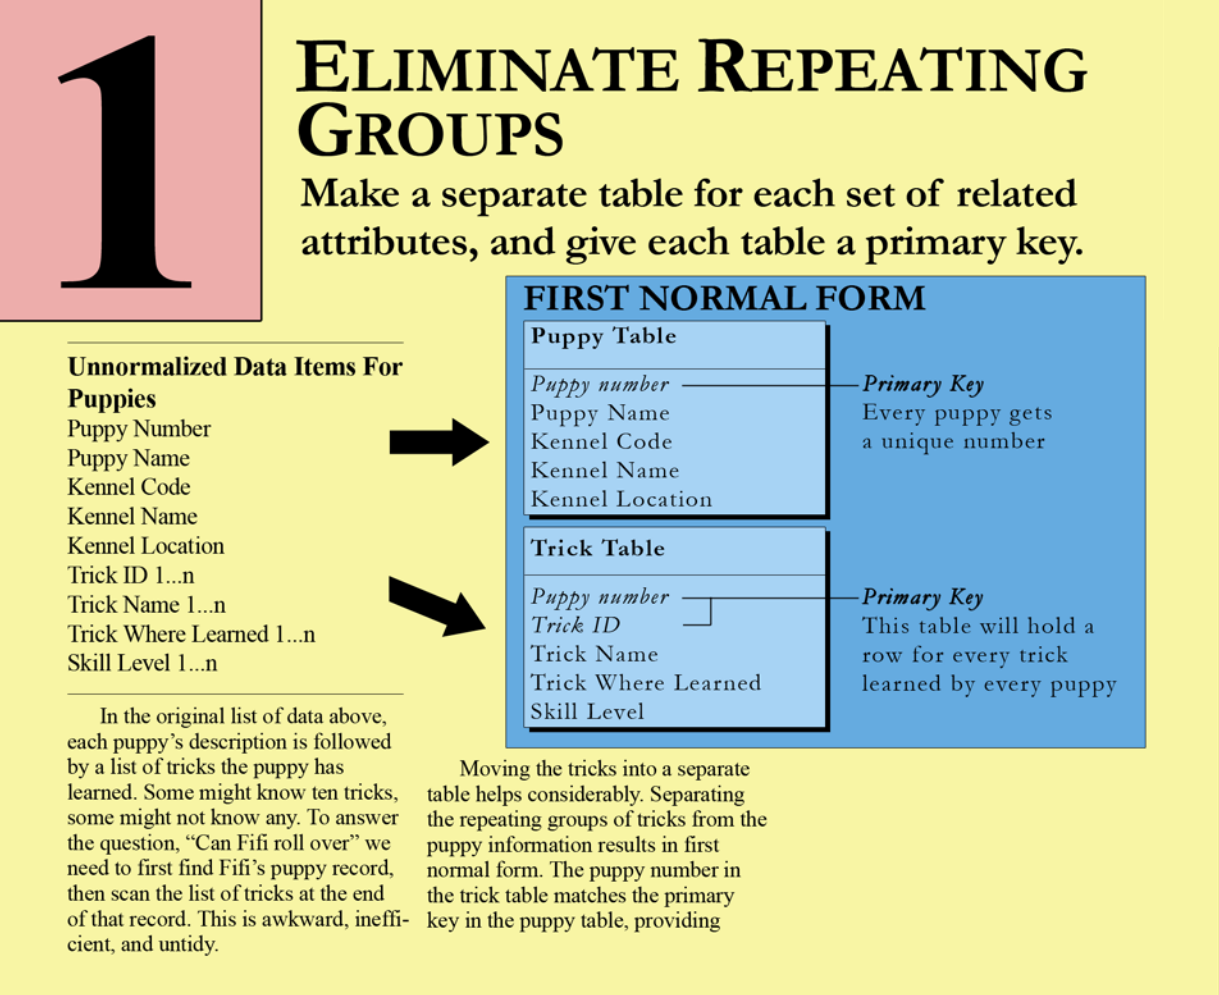 1
ELIMINATE REPEATING
GROUPS
Make a separate table for each set of related
attributes, and give each table a primary key.
Unnormalized Data Items For
Puppies
Puppy Number
Puppy Name
Kennel Code
Kennel Name
Kennel Location
Trick ID 1...n
Trick Name 1...n
Trick Where Learned 1...n
Skill Level 1...n
FIRST NORMAL FORM
Puppy Table
Puppy number
Puppy Name
Kennel Code
Kennel Name
Kennel Location
Primary Key
Every puppy gets
a unique number
Trick Table
Puppy number
Trick ID
Trick Name
Trick Where Learned
Skill Level
Primary Key
This table will hold a
row for every trick
learned by every puppy
In the original list of data above,
each puppy’s description is followed
by a list of tricks the puppy has
learned. Some might know ten tricks,
some might not know any. To answer
the question, “Can Fifi roll over” we
need to first find Fifi’s puppy record,
then scan the list of tricks at the end
of that record. This is awkward, ineffi-
cient, and untidy.
Moving the tricks into a separate
table helps considerably. Separating
the repeating groups of tricks from the
puppy information results in first
normal form. The puppy number in
the trick table matches the primary
key in the puppy table, providing